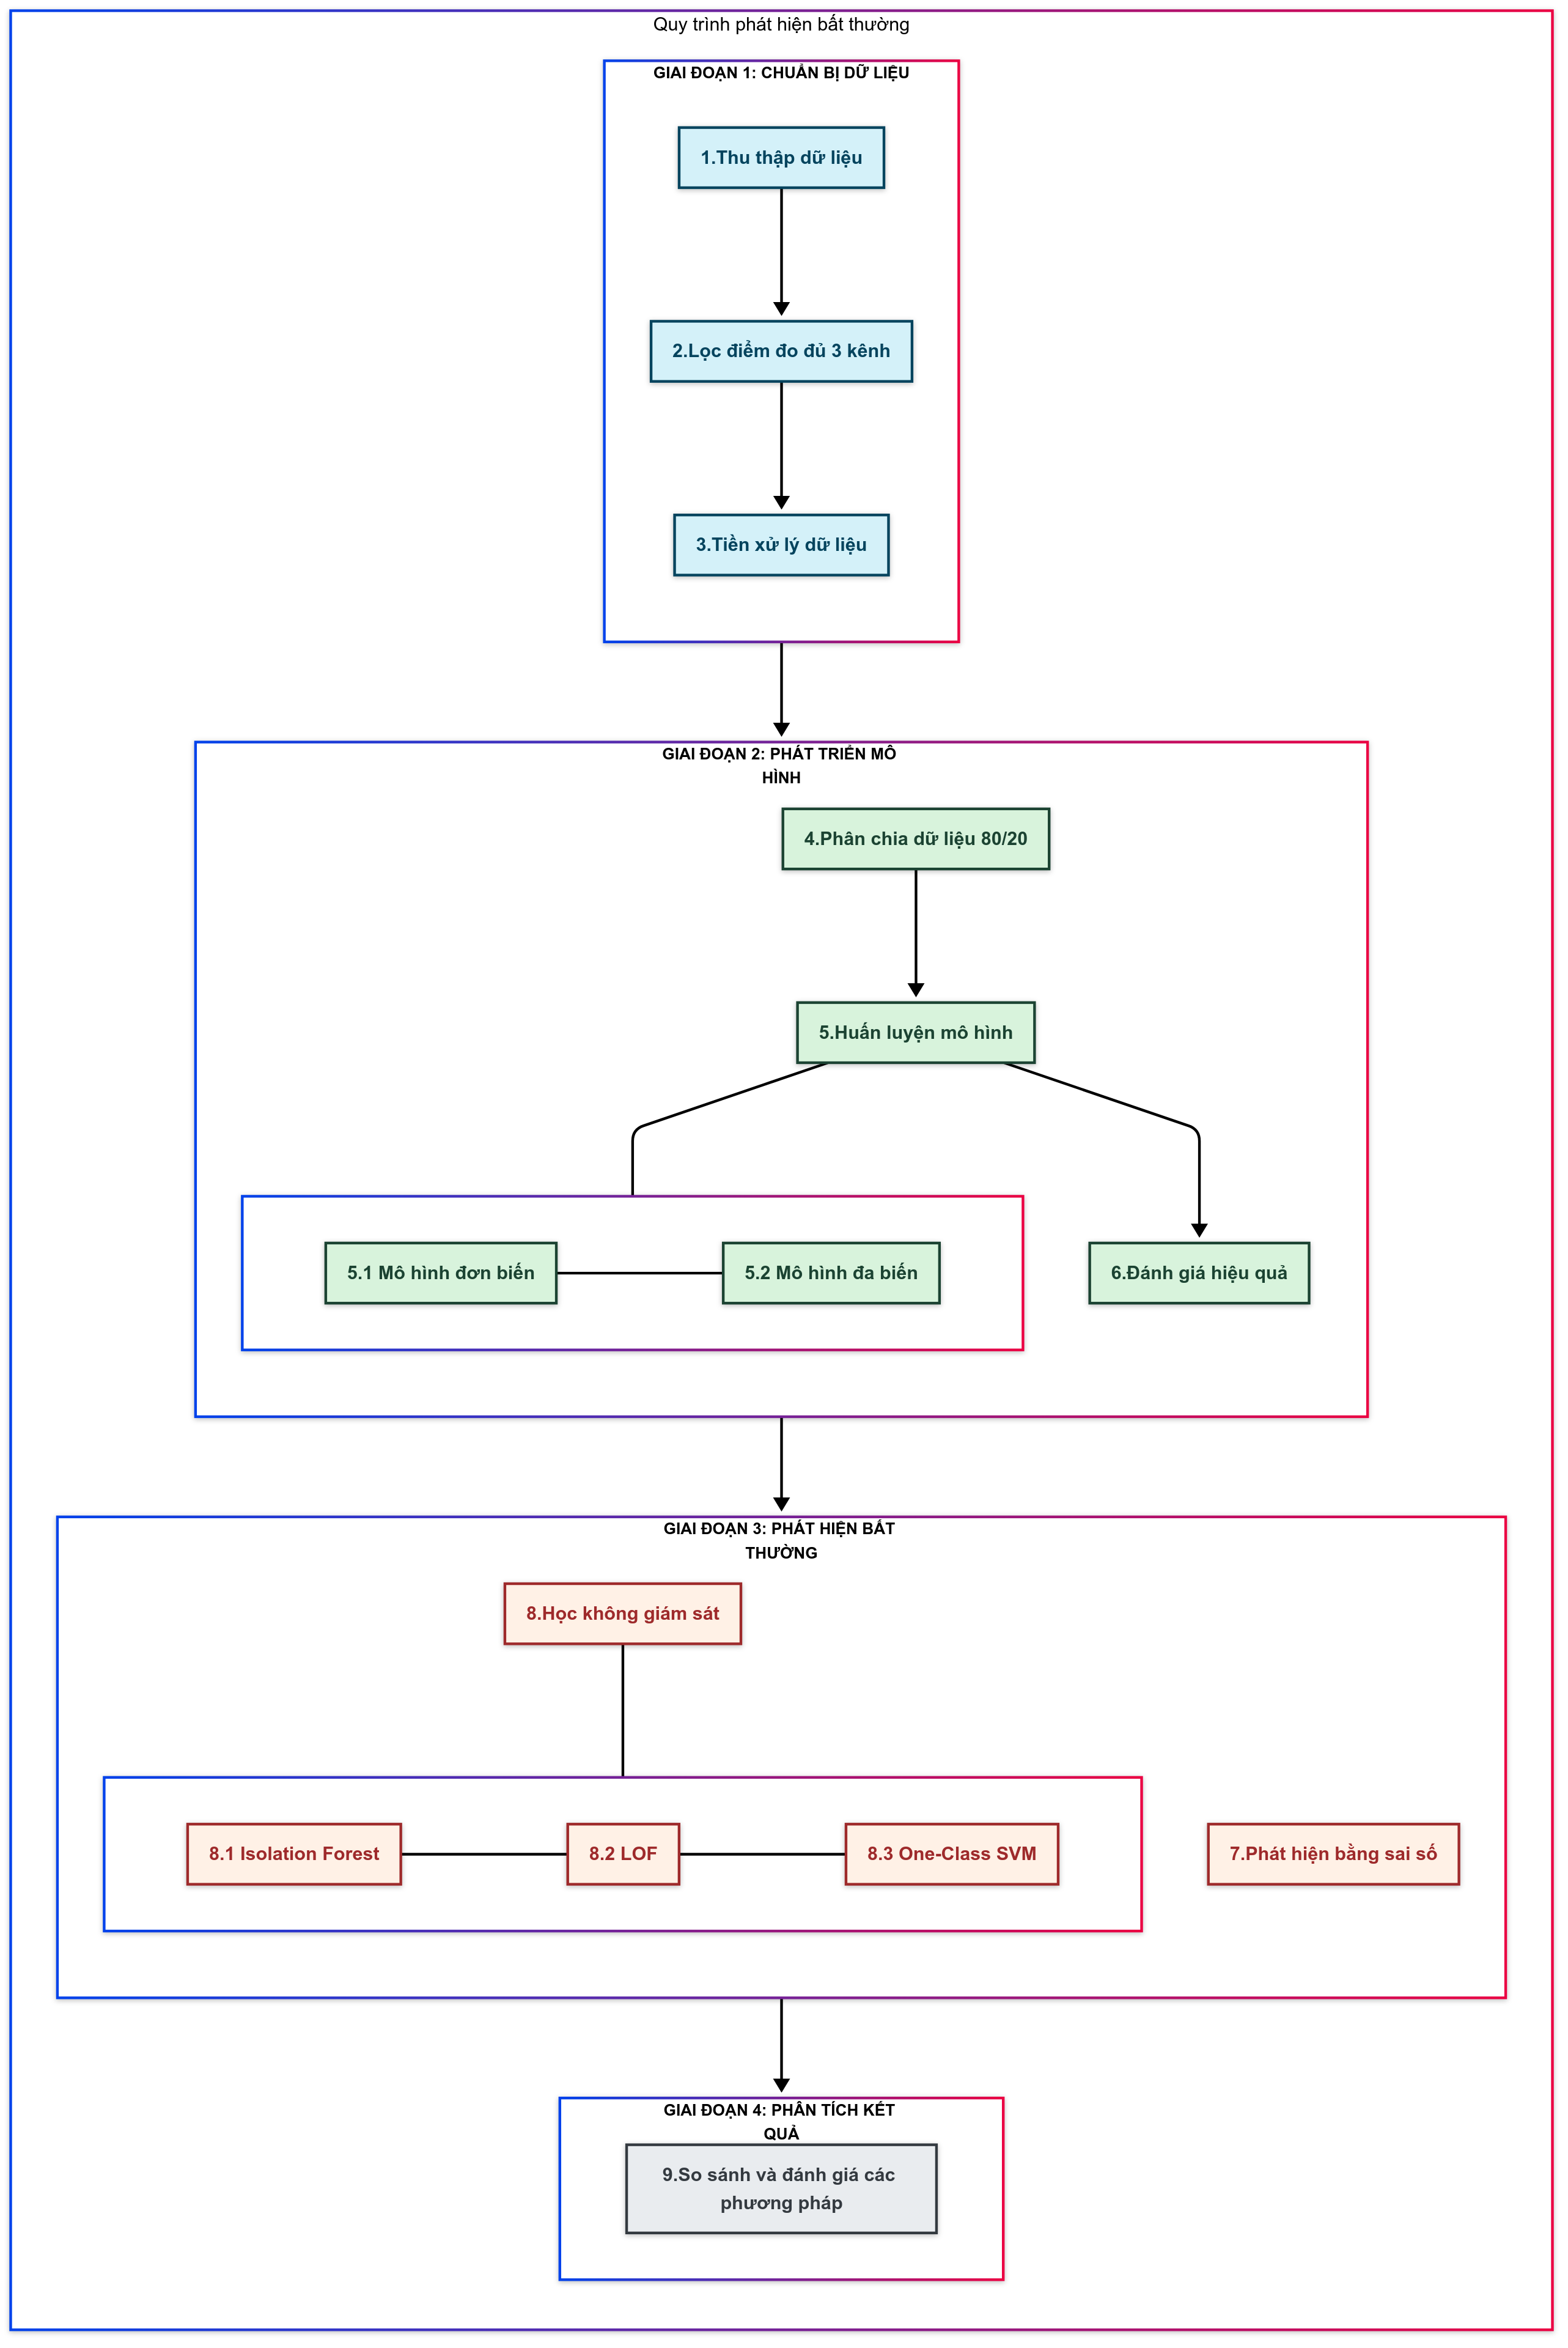 Quy trình phát hiện bất thường
GIAI ĐOẠN 1: CHUẨN BỊ DỮ LIỆU
1.Thu thập dữ liệu
2.Lọc điểm đo đủ 3 kênh
3.Tiền xử lý dữ liệu
GIAI ĐOẠN 2: PHÁT TRIỂN MÔ
HÌNH
4.Phân chia dữ liệu 80/20
5.Huấn luyện mô hình
5.1 Mô hình đơn biến
5.2 Mô hình đa biến
6.Đánh giá hiệu quả
GIAI ĐOẠN 3: PHÁT HIỆN BẤT
THƯỜNG
8.Học không giám sát
8.1 Isolation Forest
8.2 LOF
8.3 One-Class SVM
7.Phát hiện bằng sai số
GIAI ĐOẠN 4: PHÂN TÍCH KẾT
QUẢ
9.So sánh và đánh giá các
phương pháp